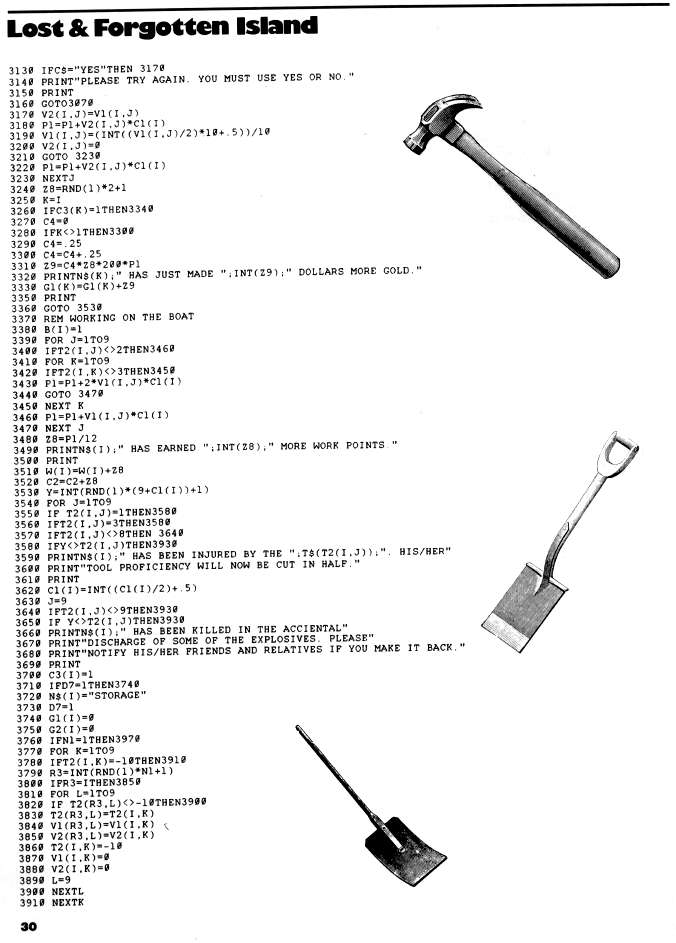 Lost & Forgotten Island
3130 IFC$="YES"THEN 3170
3140 PRINT"PLEASE TRY AGAIN. YOU MUST USE YES OR NO."
3150 PRINT
3160 GOTO3070
3170 V2(I,J)=V1(I,J)
3180 P1=P1+V2(I,J)*C1(I)
3190 V1(I,J)=(INT((V1(I,J)/2)*10+.5))/10
3200 V2(I,J)=0
3210 GOTO 3230
3220 P1=P1+V2(I,J)*C1(I)
3230 NEXTJ
3240 Z8=RND(1)*2+1
3250 K=I
3260 IFC3(K)=1THEN3340
3270 C4=0
3280 IFK<>1THEN3300
3290 C4=.25
3300 C4=C4+.25
3310 Z9=C4*Z8*200*P1
3320 PRINTN$(K);" HAS JUST MADE ";INT(Z9);" DOLLARS MORE GOLD."
3330 G1(K)=G1(K)+Z9
3350 PRINT
3360 GOTO 3530
3370 REM WORKING ON THE BOAT
3380 B(I)=1
3390 FOR J=1TO9
3400 IFT2(I,J)<>2THEN3460
3410 FOR K=1TO9
3420 IFT2(I,K)<>3THEN3450
3430 P1=P1+2*V1(I,J)*C1(I)
3440 GOTO 3470
3450 NEXT K
3460 P1=P1+V1(I,J)*C1(I)
3470 NEXT J
3480 Z8=P1/12
3490 PRINTN$(I);" HAS EARNED ";INT(Z8);" MORE WORK POINTS."
3500 PRINT
3510 W(I)=W(I)+Z8
3520 C2=C2+Z8
3530 Y=INT(RND(1)*(9+C1(I))+1)
3540 FOR J=1TO9
3550 IF T2(I,J)=1THEN3580
3560 IFT2(I,J)=3THEN3580
3570 IFT2(I,J)<>8THEN 3640
3580 IFY<>T2(I,J)THEN3930
3590 PRINTN$(I);" HAS BEEN INJURED BY THE ";T$(T2(I,J));". HIS/HER"
3600 PRINT"TOOL PROFICIENCY WILL NOW BE CUT IN HALF."
3610 PRINT
3620 C1(I)=INT((C1(I)/2)+.5)
3630 J=9
3640 IFT2(I,J)<>9THEN3930
3650 IF Y<>T2(I,J)THEN3930
3660 PRINTN$(I);" HAS BEEN KILLED IN THE ACCIENTAL"
3670 PRINT"DISCHARGE OF SOME OF THE EXPLOSIVES. PLEASE"
3680 PRINT"NOTIFY HIS/HER FRIENDS AND RELATIVES IF YOU MAKE IT BACK."
3690 PRINT
3700 C3(I)=1
3710 IFD7=1THEN3740
3720 N$(I)="STORAGE"
3730 D7=1
3740 G1(I)=0
3750 G2(I)=0
3760 IFN1=1THEN3970
3770 FOR K=1TO9
3780 IFT2(I,K)=-10THEN3910
3790 R3=INT(RND(1)*N1+1)
3800 IFR3=ITHEN3850
3810 FOR L=1TO9
3820 IF T2(R3,L)<>-10THEN3900
3830 T2(R3,L)=T2(I,K)
3840 V1(R3,L)=V1(I,K)
3850 V2(R3,L)=V2(I,K)
3860 T2(I,K)=-10
3870 V1(I,K)=0
3880 V2(I,K)=0
3890 L=9
3900 NEXTL
3910 NEXTK
30